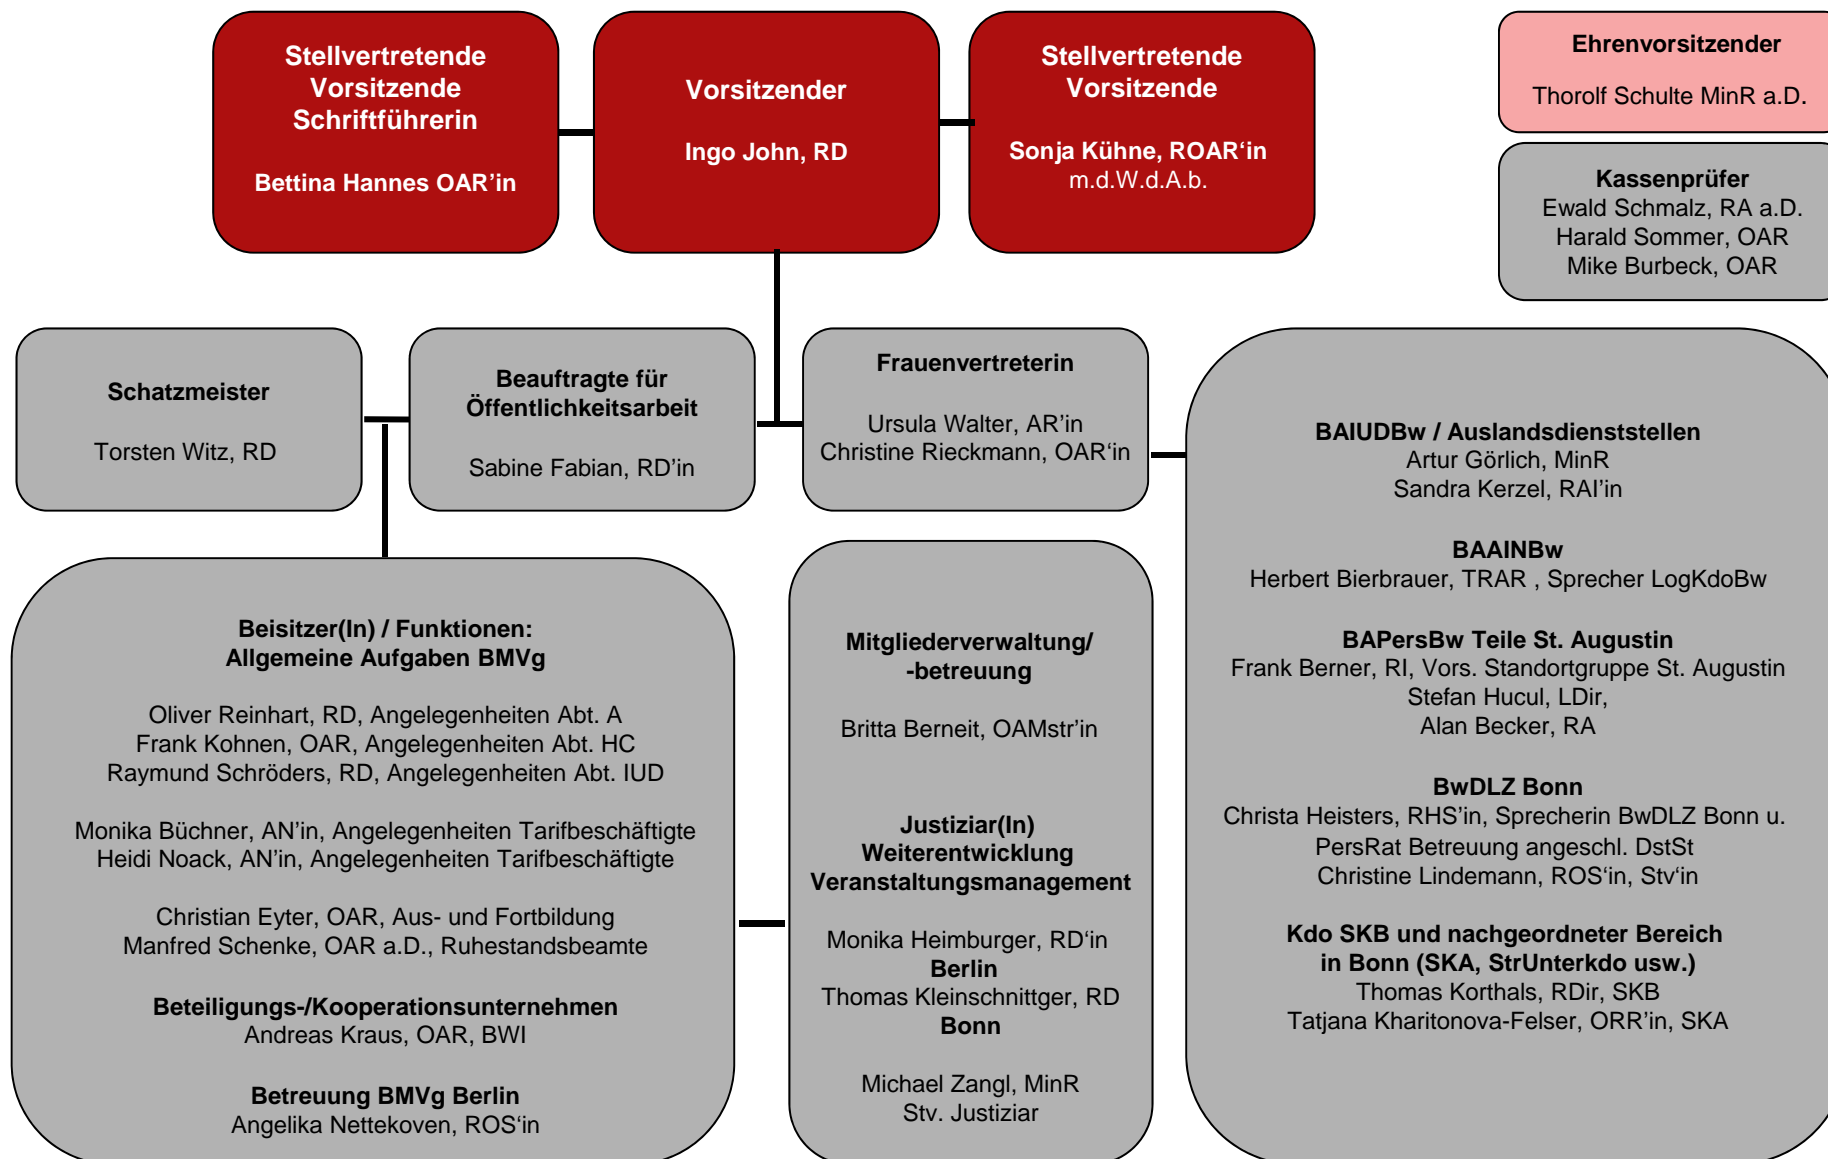 Stellvertretende
Vorsitzende
Schriftführerin
Bettina Hannes OAR’in
Vorsitzender
Ingo John, RD
Stellvertretende
Vorsitzende
Sonja Kühne, ROAR‘in
m.d.W.d.A.b.
Ehrenvorsitzender
Thorolf Schulte MinR a.D.
Kassenprüfer
Ewald Schmalz, RA a.D.
Harald Sommer, OAR
Mike Burbeck, OAR
Schatzmeister
Torsten Witz, RD
Beauftragte für
Öffentlichkeitsarbeit
Sabine Fabian, RD’in
Frauenvertreterin
Ursula Walter, AR’in
Christine Rieckmann, OAR‘in
BAIUDBw / Auslandsdienststellen
Artur Görlich, MinR
Sandra Kerzel, RAI’in
BAAINBw
Herbert Bierbrauer, TRAR , Sprecher LogKdoBw
BAPersBw Teile St. Augustin
Frank Berner, RI, Vors. Standortgruppe St. Augustin
Stefan Hucul, LDir,
Alan Becker, RA
BwDLZ Bonn
Christa Heisters, RHS’in, Sprecherin BwDLZ Bonn u.
PersRat Betreuung angeschl. DstSt
Christine Lindemann, ROS‘in, Stv‘in
Kdo SKB und nachgeordneter Bereich
in Bonn (SKA, StrUnterkdo usw.)
Thomas Korthals, RDir, SKB
Tatjana Kharitonova-Felser, ORR’in, SKA
Beisitzer(In) / Funktionen:
Allgemeine Aufgaben BMVg
Oliver Reinhart, RD, Angelegenheiten Abt. A
Frank Kohnen, OAR, Angelegenheiten Abt. HC
Raymund Schröders, RD, Angelegenheiten Abt. IUD
Monika Büchner, AN’in, Angelegenheiten Tarifbeschäftigte
Heidi Noack, AN’in, Angelegenheiten Tarifbeschäftigte
Christian Eyter, OAR, Aus- und Fortbildung
Manfred Schenke, OAR a.D., Ruhestandsbeamte
Beteiligungs-/Kooperationsunternehmen
Andreas Kraus, OAR, BWI
Betreuung BMVg Berlin
Angelika Nettekoven, ROS‘in
Mitgliederverwaltung/
-betreuung
Britta Berneit, OAMstr’in
Justiziar(In)
Weiterentwicklung
Veranstaltungsmanagement
Monika Heimburger, RD‘in
Berlin
Thomas Kleinschnittger, RD
Bonn
Michael Zangl, MinR
Stv. Justiziar